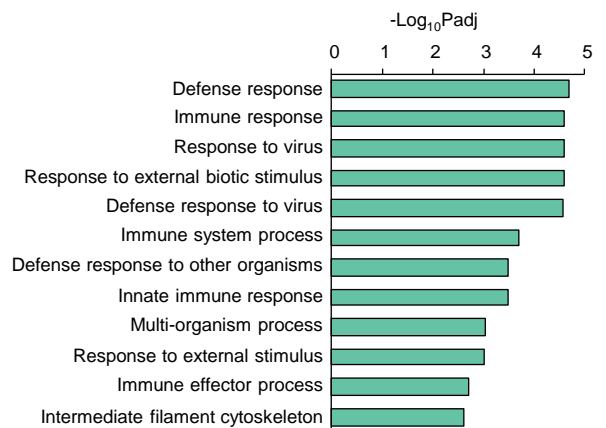 -Log₁₀Padj
0 1 2 3 4 5
Defense response
Immune response
Response to virus
Response to external biotic stimulus
Defense response to virus
Immune system process
Defense response to other organisms
Innate immune response
Multi-organism process
Response to external stimulus
Immune effector process
Intermediate filament cytoskeleton